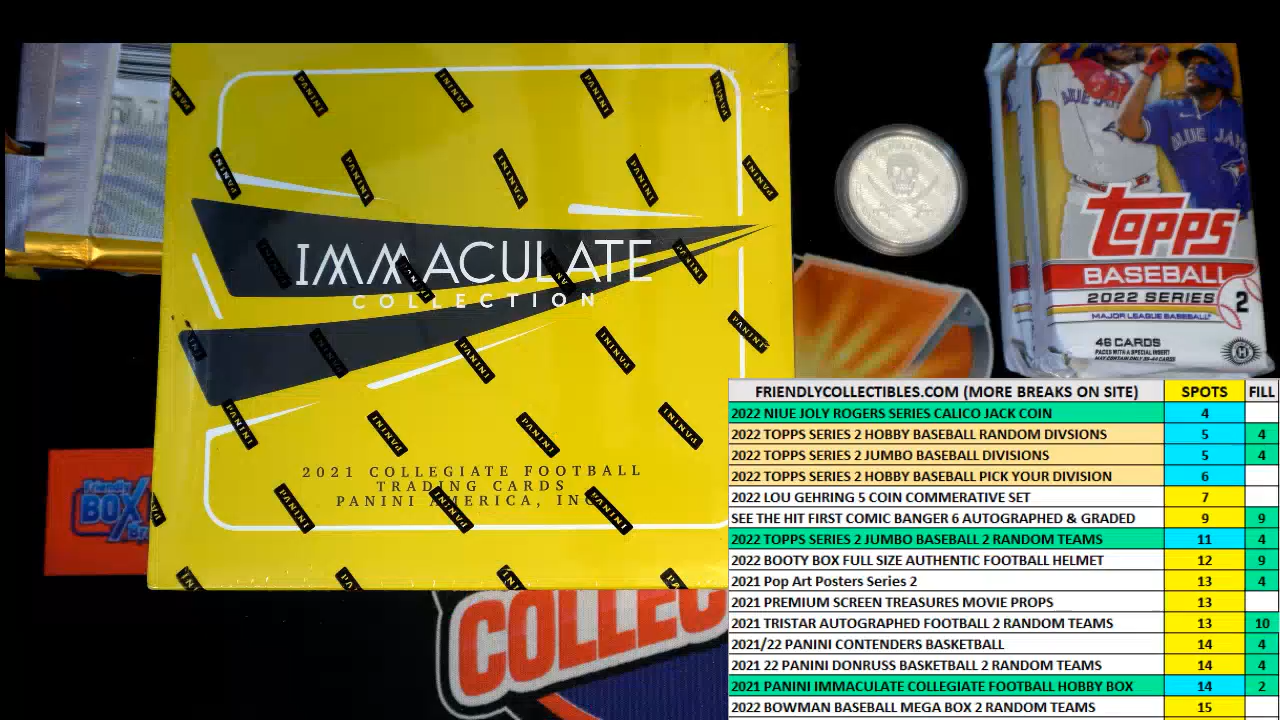 IMMACULATE
COLLECTION
2021 COLLEGIATE FOOTBALL
TRADING CARDS
PANINI AMERICA, INC.
PANINI
BLUE JAYS
TOPPS
BASEBALL
2022 SERIES 2
MAJOR LEAGUE BASEBALL
46 CARDS
PACKS WITH A SPECIAL INSERT
Friendly
BOX
COLLEC
FRIENDLYCOLLECTIBLES.COM (MORE BREAKS ON SITE) SPOTS FILL
2022 NIUE JOLY ROGERS SERIES CALICO JACK COIN 4
2022 TOPPS SERIES 2 HOBBY BASEBALL RANDOM DIVSIONS 5 4
2022 TOPPS SERIES 2 JUMBO BASEBALL DIVISIONS 5 4
2022 TOPPS SERIES 2 HOBBY BASEBALL PICK YOUR DIVISION 6
2022 LOU GEHRING 5 COIN COMMERATIVE SET 7
SEE THE HIT FIRST COMIC BANGER 6 AUTOGRAPHED & GRADED 9 9
2022 TOPPS SERIES 2 JUMBO BASEBALL 2 RANDOM TEAMS 11 4
2022 BOOTY BOX FULL SIZE AUTHENTIC FOOTBALL HELMET 12 9
2021 Pop Art Posters Series 2 13 4
2021 PREMIUM SCREEN TREASURES MOVIE PROPS 13
2021 TRISTAR AUTOGRAPHED FOOTBALL 2 RANDOM TEAMS 13 10
2021/22 PANINI CONTENDERS BASKETBALL 14 4
2021 22 PANINI DONRUSS BASKETBALL 2 RANDOM TEAMS 14 4
2021 PANINI IMMACULATE COLLEGIATE FOOTBALL HOBBY BOX 14 2
2022 BOWMAN BASEBALL MEGA BOX 2 RANDOM TEAMS 15